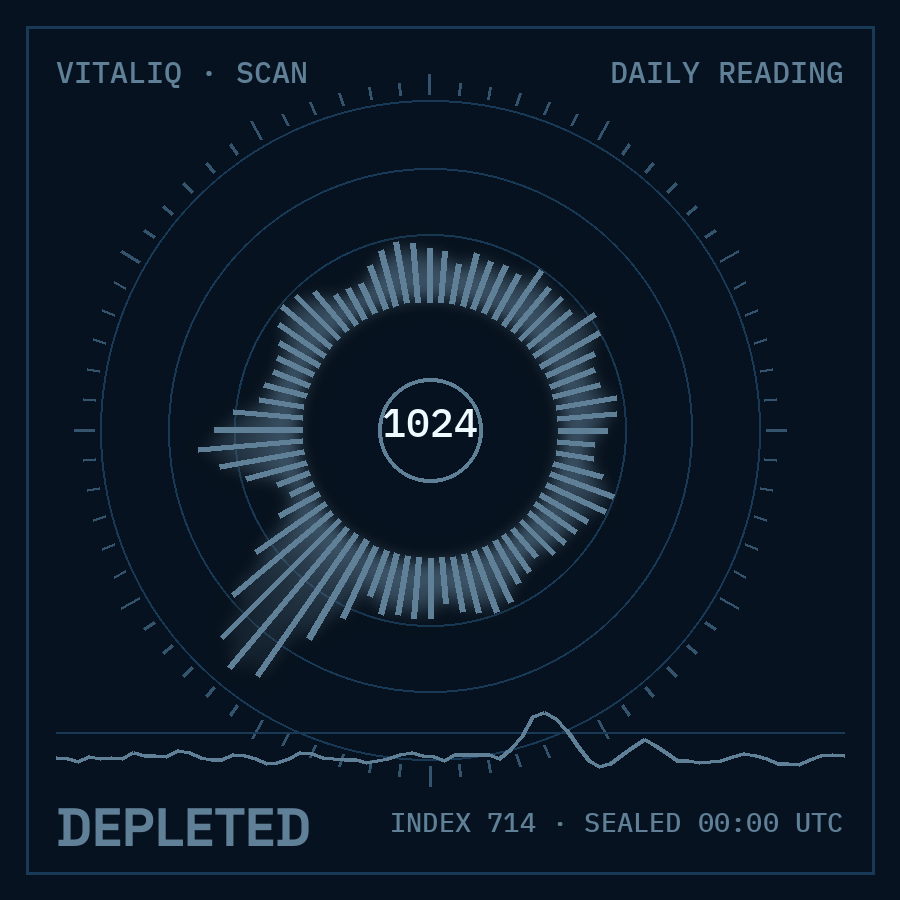 VITALIQ · SCAN
DAILY READING
1024
DEPLETED
INDEX 714 · SEALED 00:00 UTC